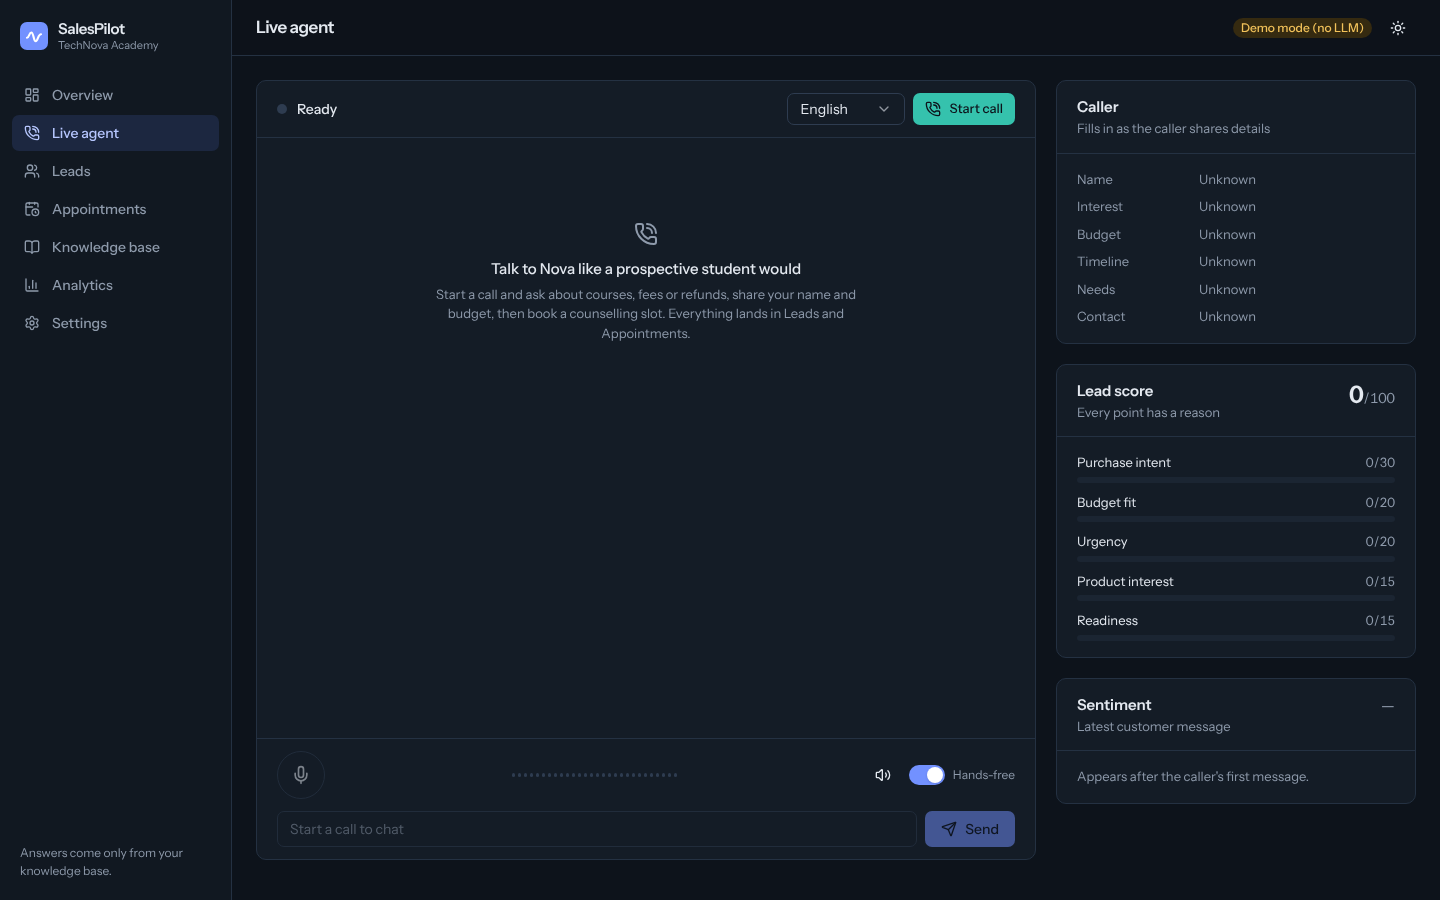 SalesPilot
TechNova Academy
Overview
Live agent
Leads
Appointments
Knowledge base
Analytics
Settings
Answers come only from your
knowledge base.
Live agent
Demo mode (no LLM)
Ready
English
Start call
Talk to Nova like a prospective student would
Start a call and ask about courses, fees or refunds, share your name and
budget, then book a counselling slot. Everything lands in Leads and
Appointments.
Hands-free
Start a call to chat
Send
Caller
Fills in as the caller shares details
Name Unknown
Interest Unknown
Budget Unknown
Timeline Unknown
Needs Unknown
Contact Unknown
Lead score 0/100
Every point has a reason
Purchase intent 0/30
Budget fit 0/20
Urgency 0/20
Product interest 0/15
Readiness 0/15
Sentiment —
Latest customer message
Appears after the caller's first message.